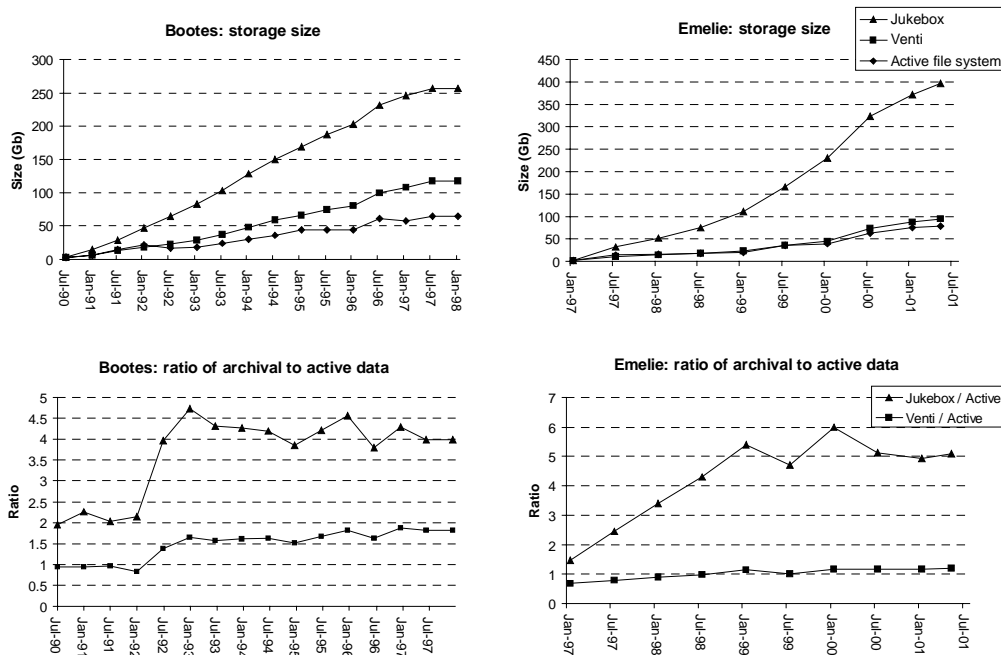 Bootes: storage size
300
250
200
150
100
50
0
Size (Gb)
Jul-90
Jan-91
Jul-91
Jan-92
Jul-92
Jan-93
Jul-93
Jan-94
Jul-94
Jan-95
Jul-95
Jan-96
Jul-96
Jan-97
Jul-97
Jan-98
Emelie: storage size
Jukebox
Venti
Active file system
450
400
350
300
250
200
150
100
50
0
Size (Gb)
Jan-97
Jul-97
Jan-98
Jul-98
Jan-99
Jul-99
Jan-00
Jul-00
Jan-01
Jul-01
Bootes: ratio of archival to active data
5
4.5
4
3.5
3
2.5
2
1.5
1
0.5
0
Ratio
Jul-90
Jan-91
Jul-91
Jan-92
Jul-92
Jan-93
Jul-93
Jan-94
Jul-94
Jan-95
Jul-95
Jan-96
Jul-96
Jan-97
Jul-97
Emelie: ratio of archival to active data
Jukebox / Active
Venti / Active
7
6
5
4
3
2
1
0
Ratio
Jan-97
Jul-97
Jan-98
Jul-98
Jan-99
Jul-99
Jan-00
Jul-00
Jan-01
Jul-01